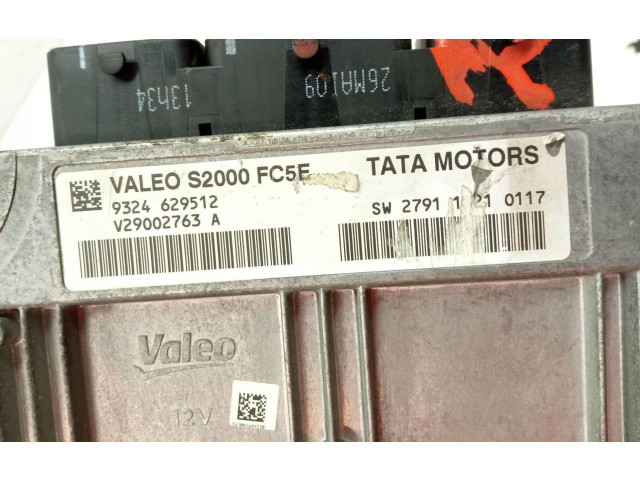 13h34
26MAI09
VALEO S2000 FC5E TATA MOTORS
9324 629512
SW 2791 0117
V29002763 A
Valeo
12V